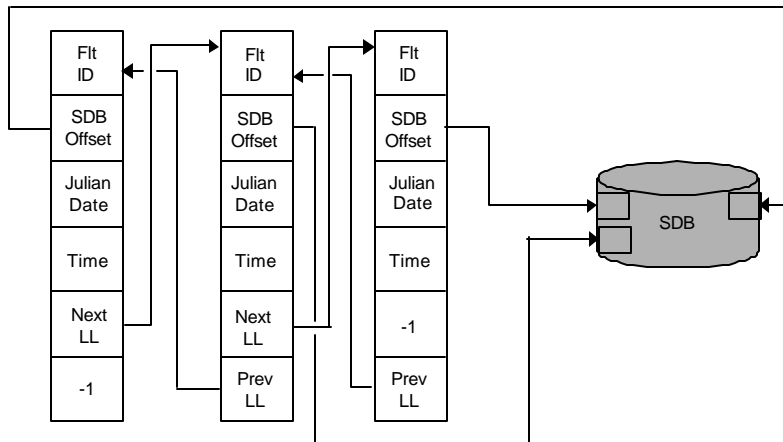 Flt
ID
SDB
Offset
Julian
Date
Time
Next
LL
-1
Flt
ID
SDB
Offset
Julian
Date
Time
Next
LL
Prev
LL
Flt
ID
SDB
Offset
Julian
Date
Time
-1
Prev
LL
SDB